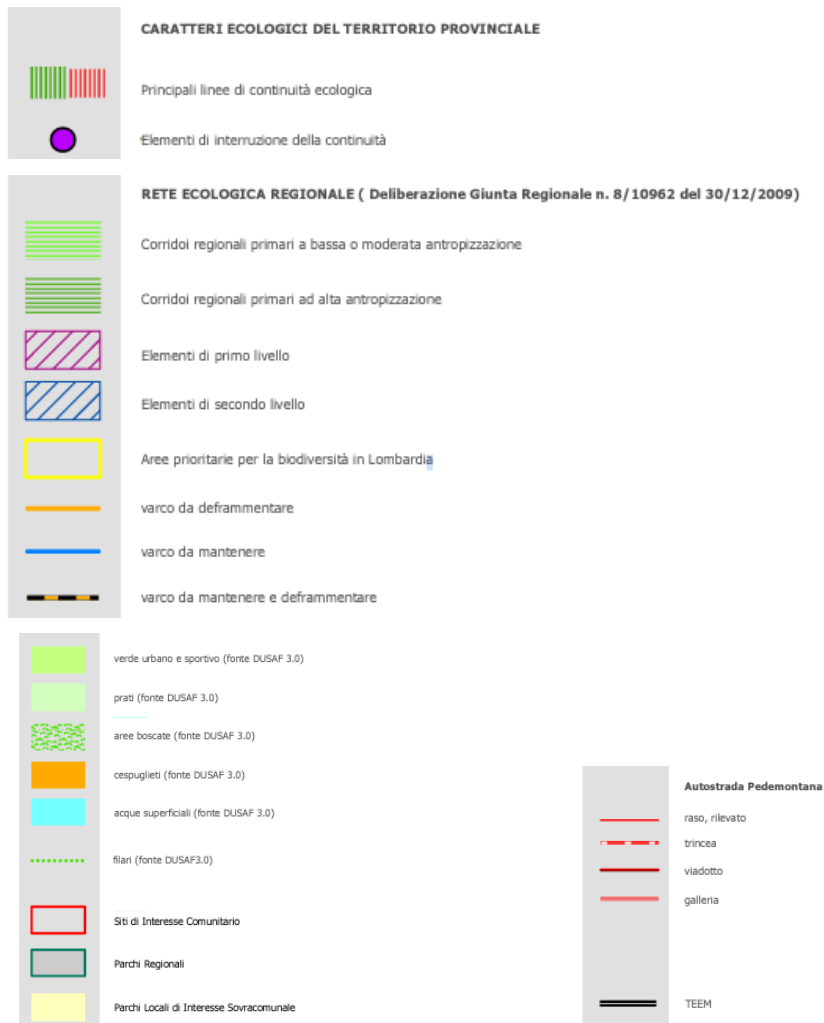 CARATTERI ECOLOGICI DEL TERRITORIO PROVINCIALE
Principali linee di continuità ecologica
Elementi di interruzione della continuità
RETE ECOLOGICA REGIONALE ( Deliberazione Giunta Regionale n. 8/10962 del 30/12/2009)
Corridoi regionali primari a bassa o moderata antropizzazione
Corridoi regionali primari ad alta antropizzazione
Elementi di primo livello
Elementi di secondo livello
Aree prioritarie per la biodiversità in Lombardia
varco da deframmentare
varco da mantenere
varco da mantenere e deframmentare
verde urbano e sportivo (fonte DUSAF 3.0)
prati (fonte DUSAF 3.0)
aree boscate (fonte DUSAF 3.0)
cespuglieti (fonte DUSAF 3.0)
acque superficiali (fonte DUSAF 3.0)
filari (fonte DUSAF3.0)
Siti di Interesse Comunitario
Parchi Regionali
Parchi Locali di Interesse Sovracomunale
Autostrada Pedemontana
raso, rilevato
trincea
viadotto
galleria
TEEM